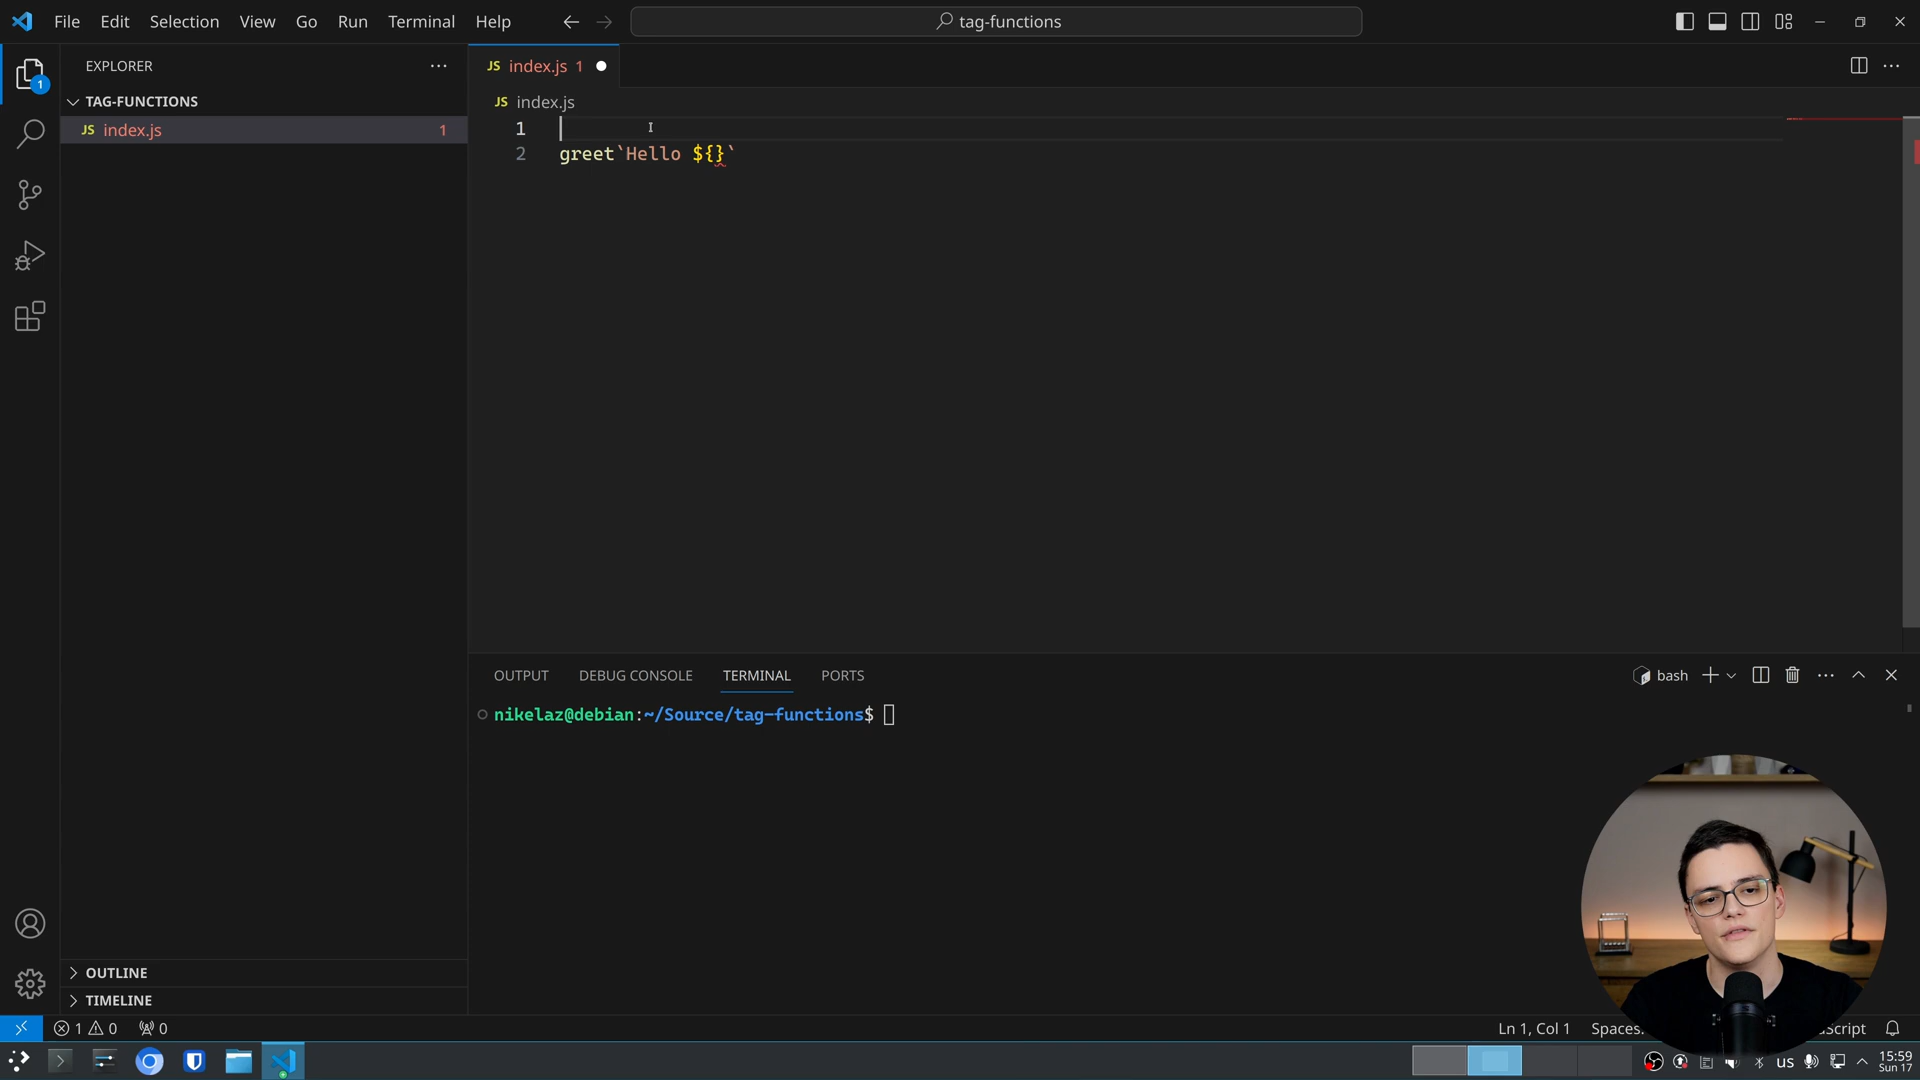 File Edit Selection View Go Run Terminal Help
tag-functions
EXPLORER
TAG-FUNCTIONS
JS index.js 1
JS index.js 1
JS index.js
1
2 greet`Hello ${}`
OUTPUT DEBUG CONSOLE TERMINAL PORTS
bash
nikelaz@debian:~/Source/tag-functions$
OUTLINE
TIMELINE
1 0 0
Ln 1, Col 1 Spaces:
1
us
15:59
Sun 17